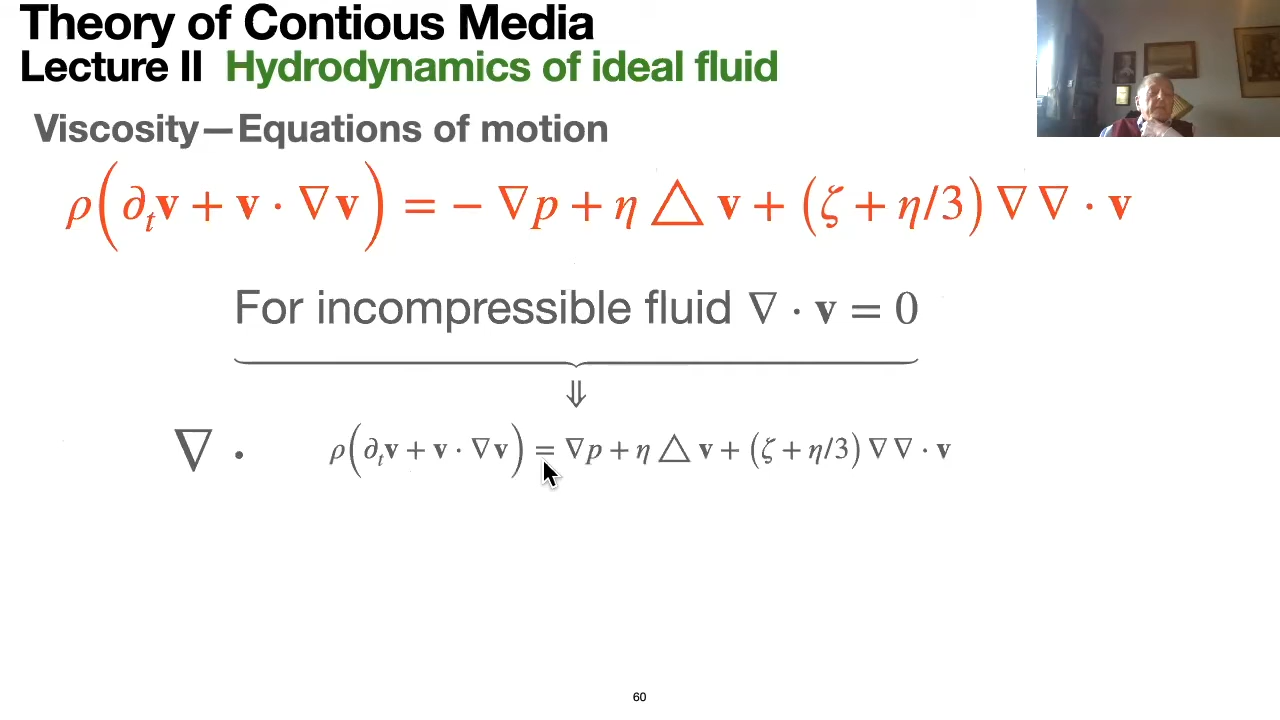 Theory of Contious Media
Lecture II Hydrodynamics of ideal fluid
Viscosity—Equations of motion
ρ(∂ₜv + v · ∇v) = − ∇p + η △ v + (ζ + η/3) ∇ ∇ · v
For incompressible fluid ∇ · v = 0
⇓
∇ · ρ(∂ₜv + v · ∇v) = ∇p + η △ v + (ζ + η/3) ∇ ∇ · v
60